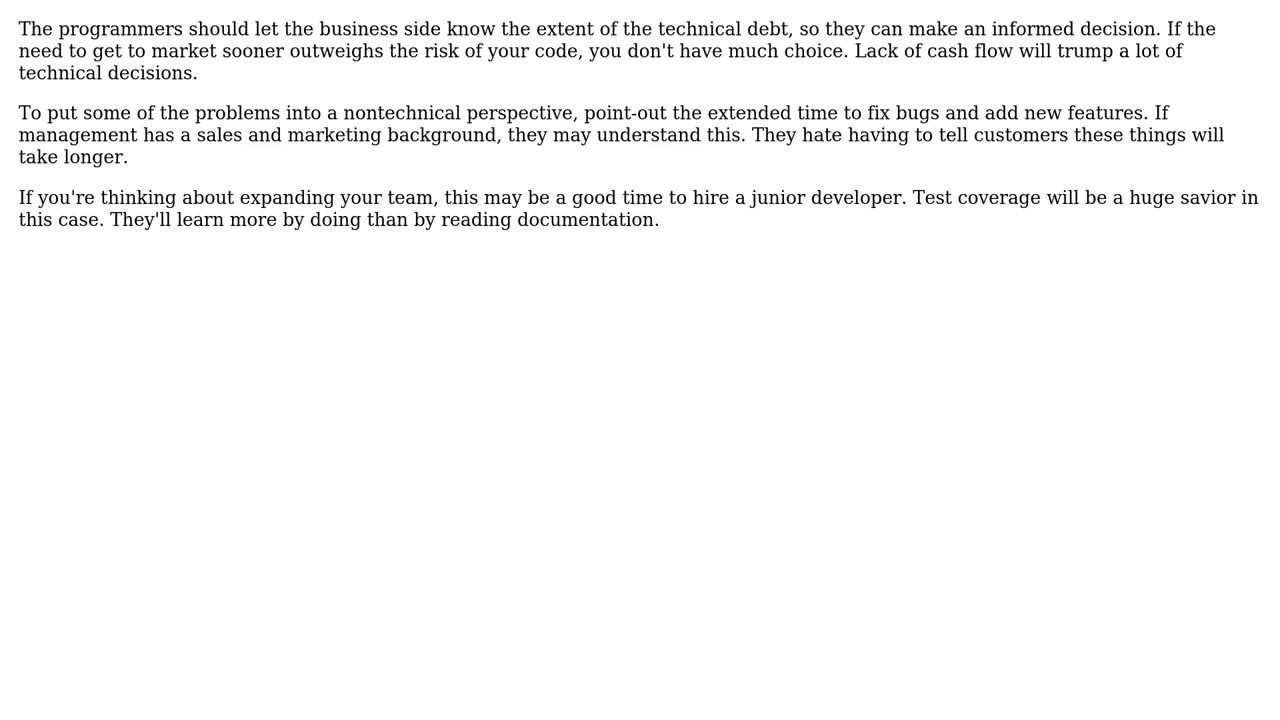 The programmers should let the business side know the extent of the technical debt, so they can make an informed decision. If the
need to get to market sooner outweighs the risk of your code, you don't have much choice. Lack of cash flow will trump a lot of
technical decisions.
To put some of the problems into a nontechnical perspective, point-out the extended time to fix bugs and add new features. If
management has a sales and marketing background, they may understand this. They hate having to tell customers these things will
take longer.
If you're thinking about expanding your team, this may be a good time to hire a junior developer. Test coverage will be a huge savior in
this case. They'll learn more by doing than by reading documentation.